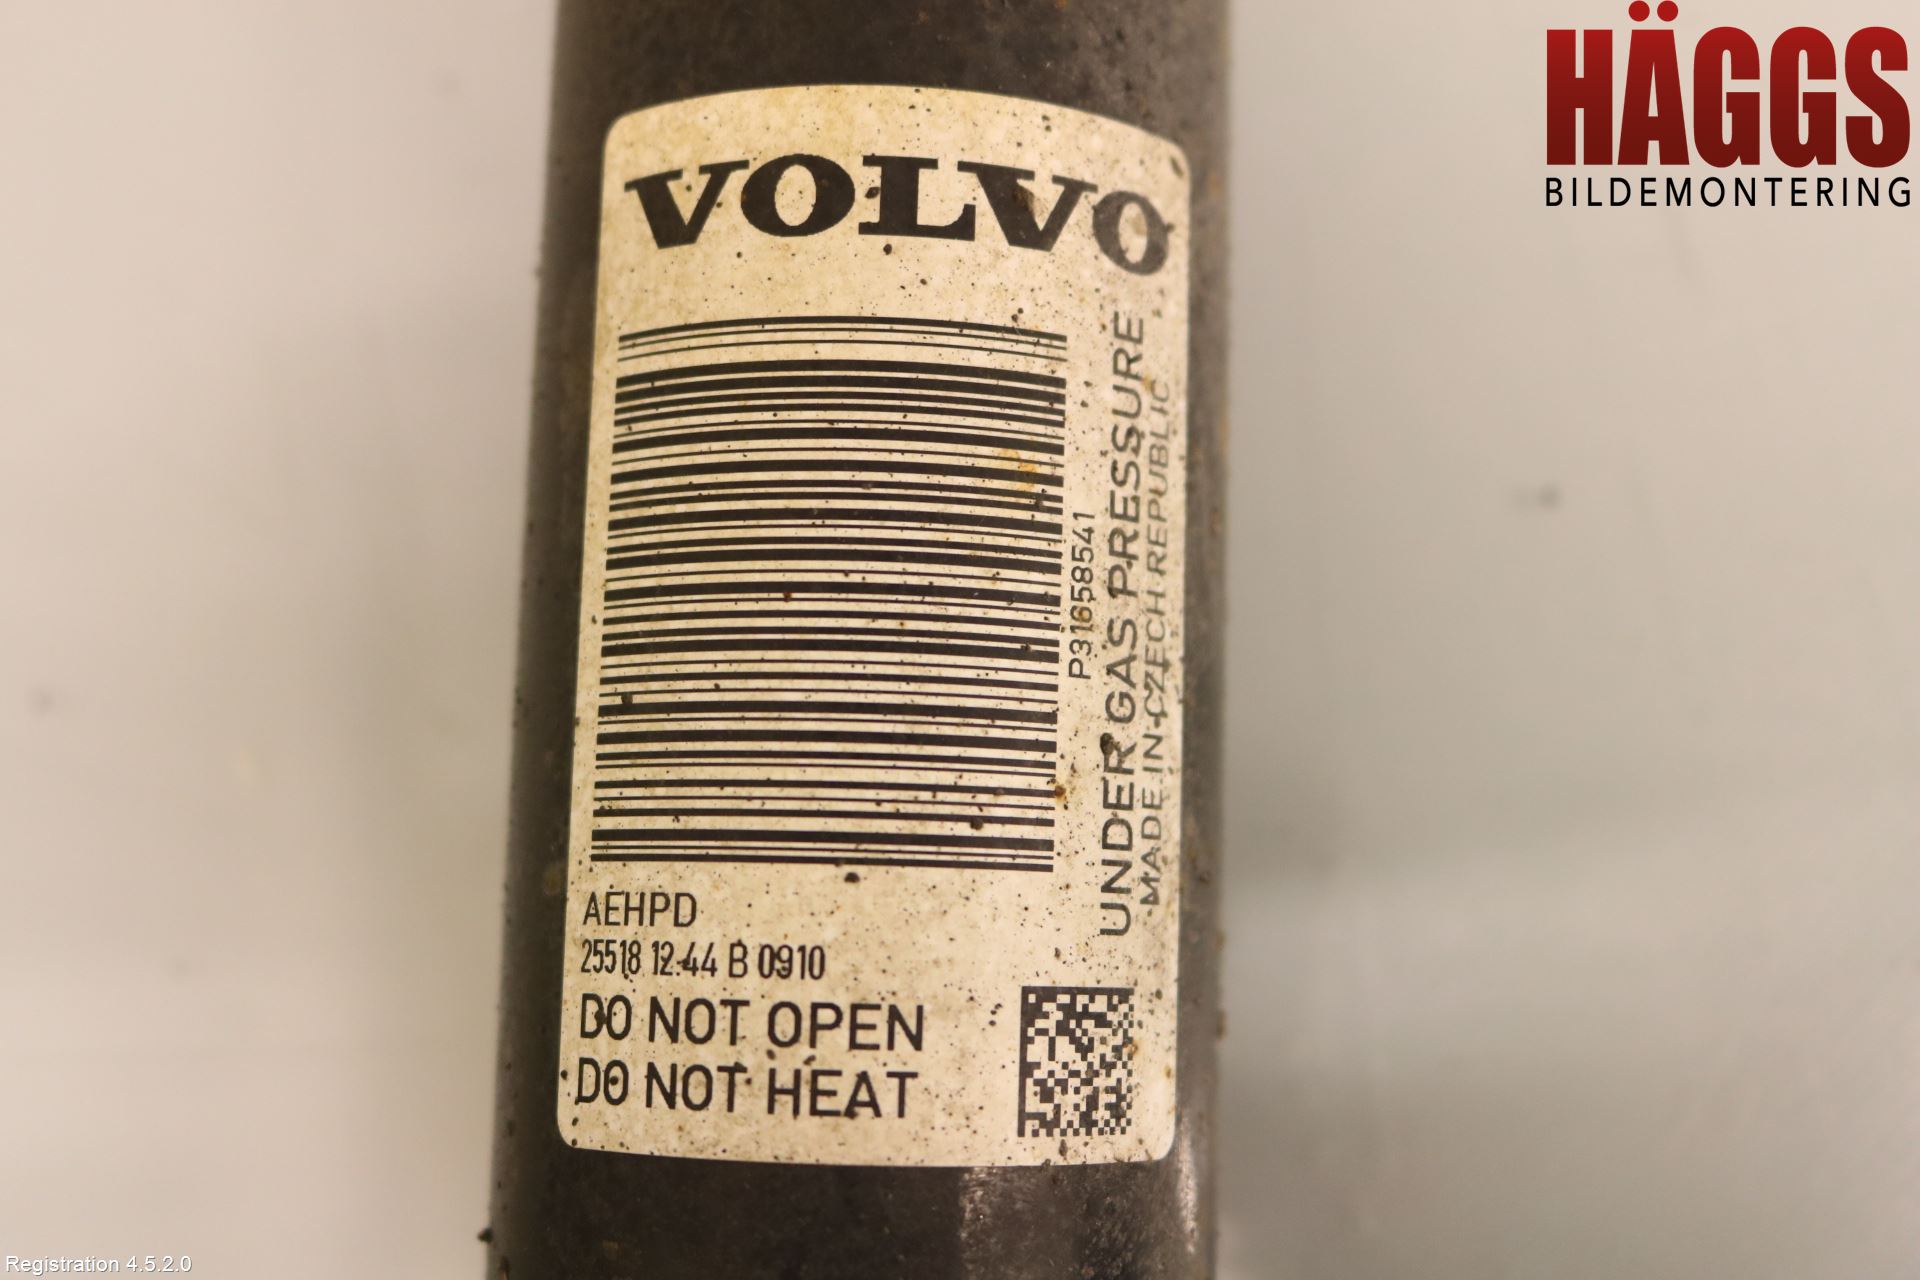 HÄGGS
BILDEMONTERING
VOLVO
P31658541
UNDER GAS PRESSURE
MADE IN CZECH REPUBLIC
AEHPD
25518 12:44 B 0910
DO NOT OPEN
DO NOT HEAT
Registration 4.5.2.0